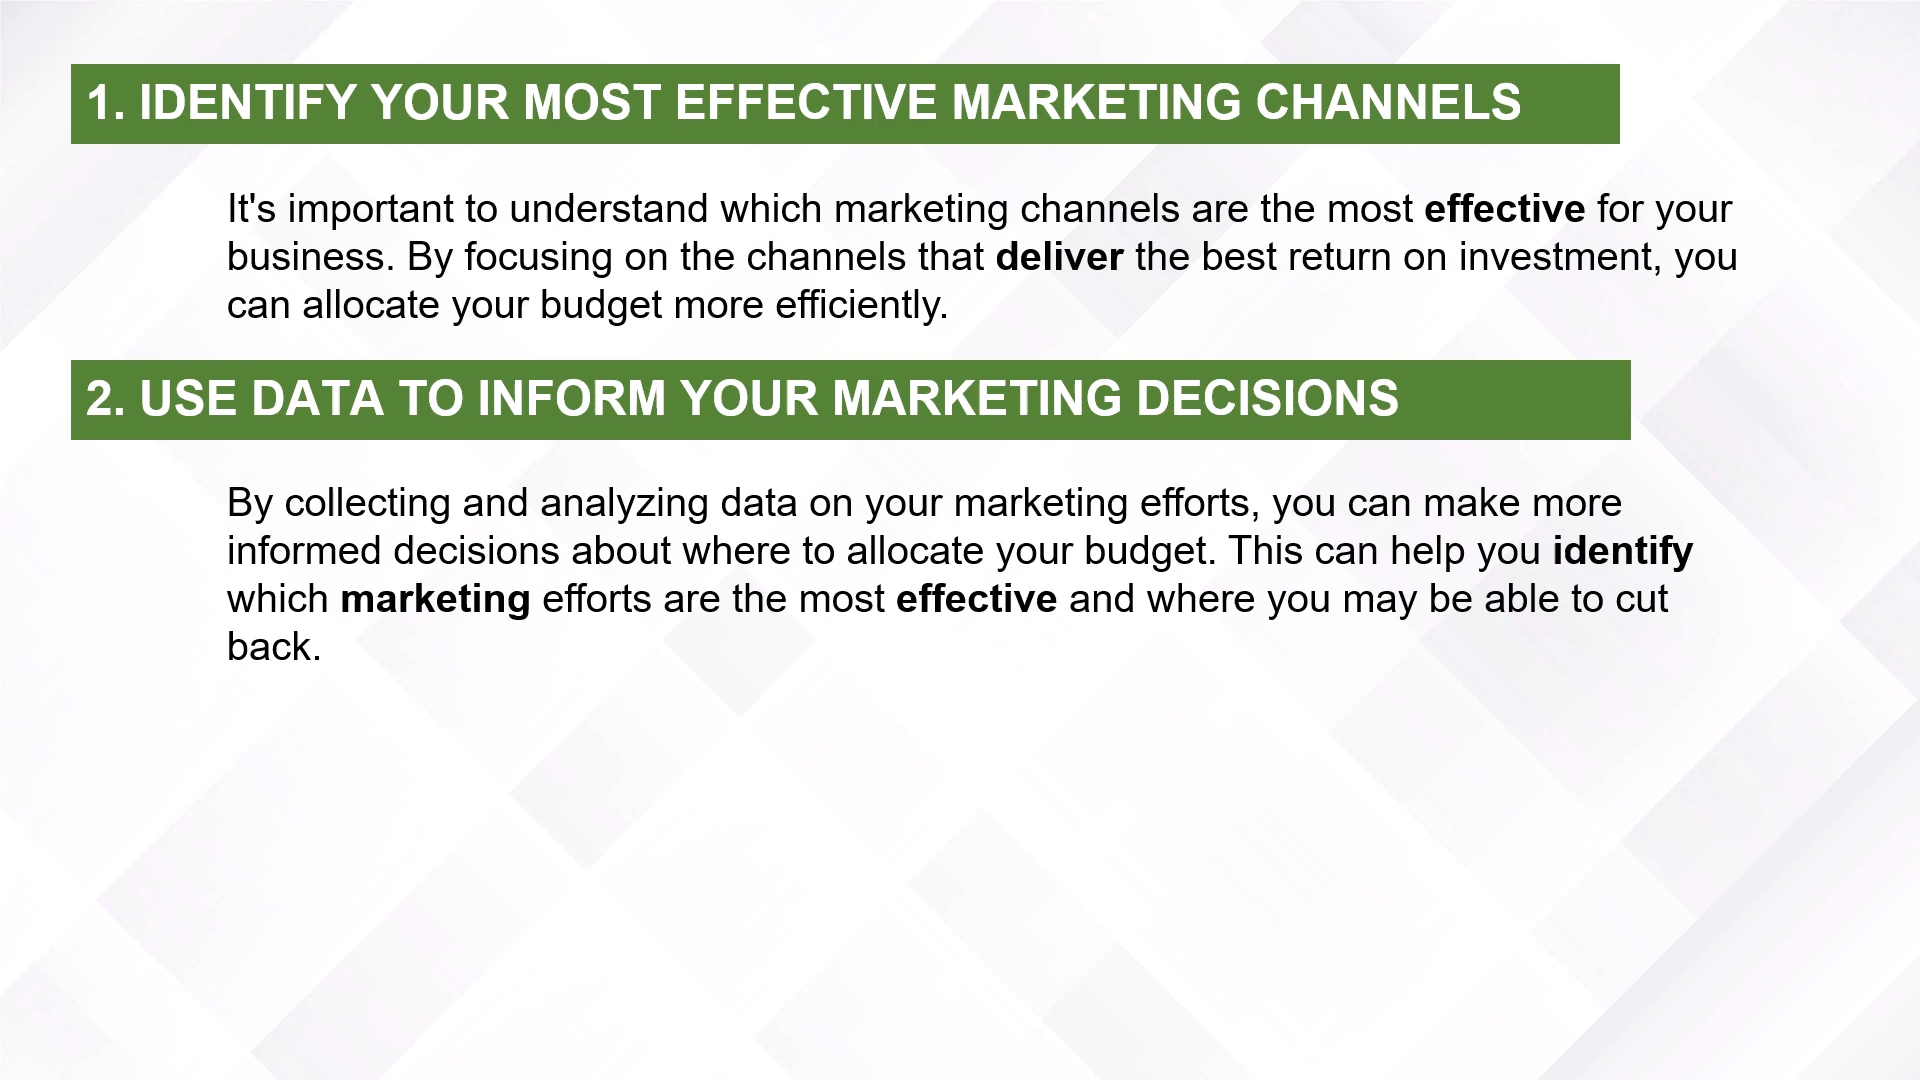 1. IDENTIFY YOUR MOST EFFECTIVE MARKETING CHANNELS
It's important to understand which marketing channels are the most effective for your
business. By focusing on the channels that deliver the best return on investment, you
can allocate your budget more efficiently.
2. USE DATA TO INFORM YOUR MARKETING DECISIONS
By collecting and analyzing data on your marketing efforts, you can make more
informed decisions about where to allocate your budget. This can help you identify
which marketing efforts are the most effective and where you may be able to cut
back.